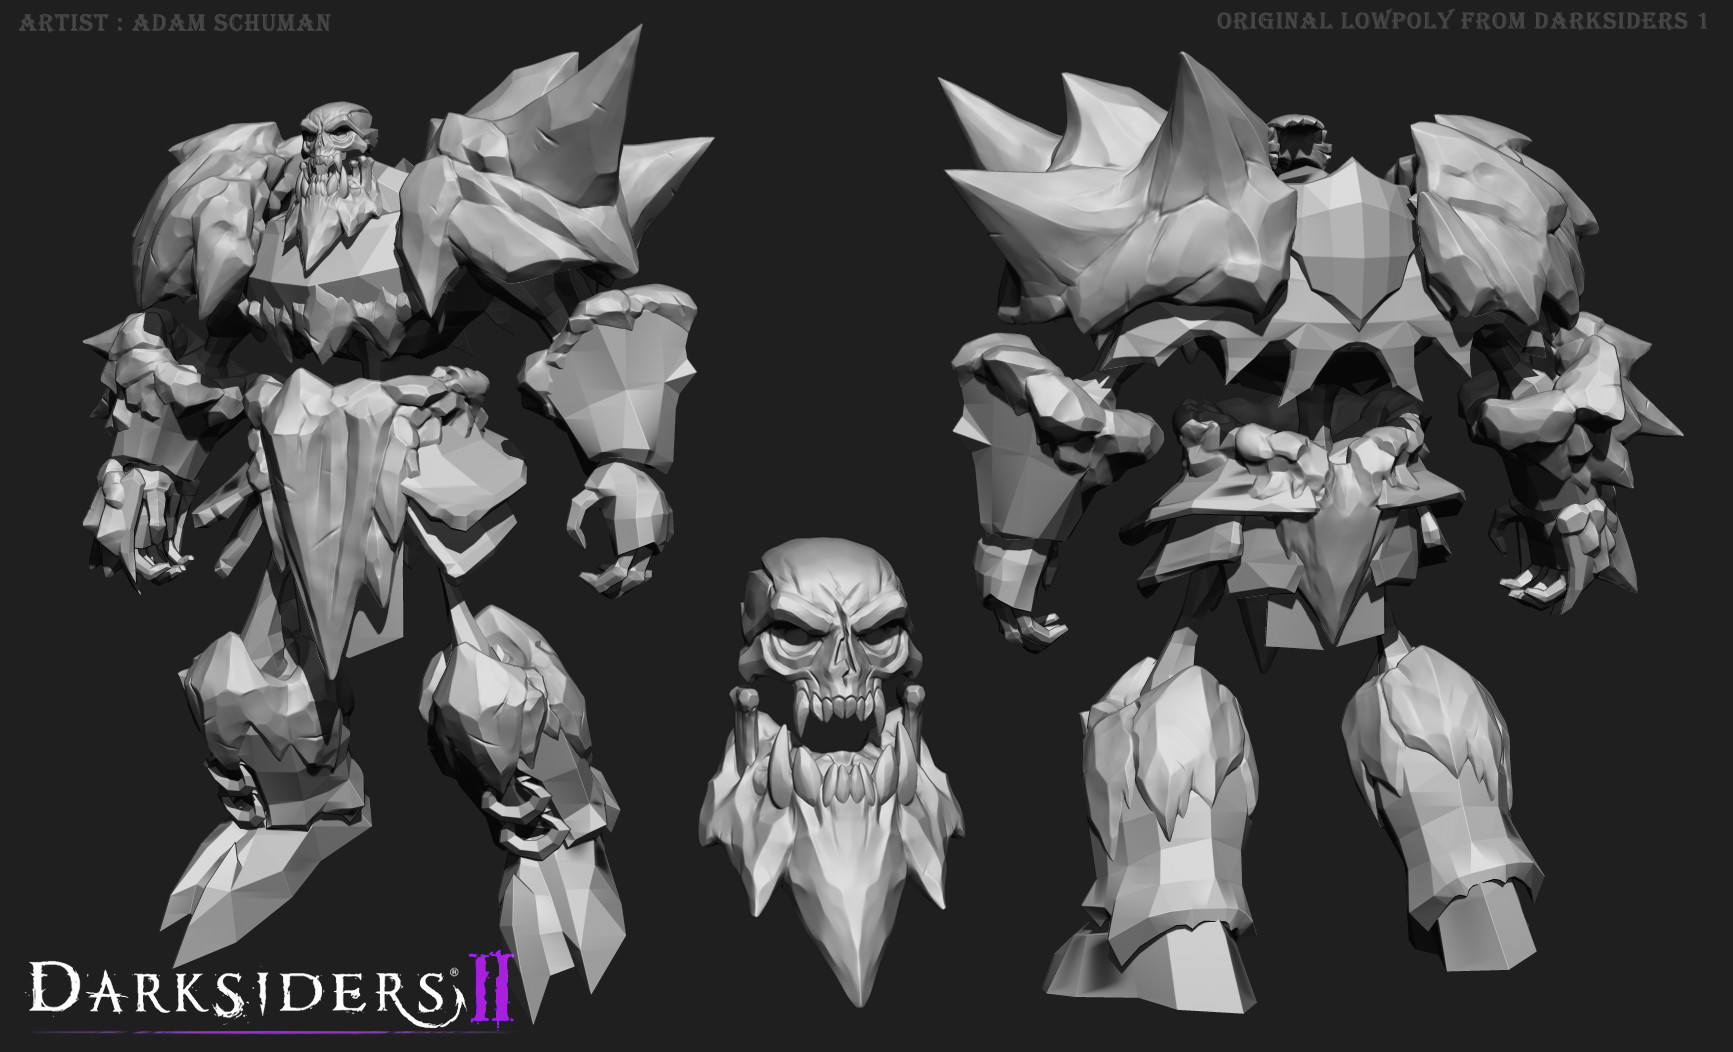 ARTIST : ADAM SCHUMAN
ORIGINAL LOWPOLY FROM DARKSIDERS 1
DARKSIDERS® II